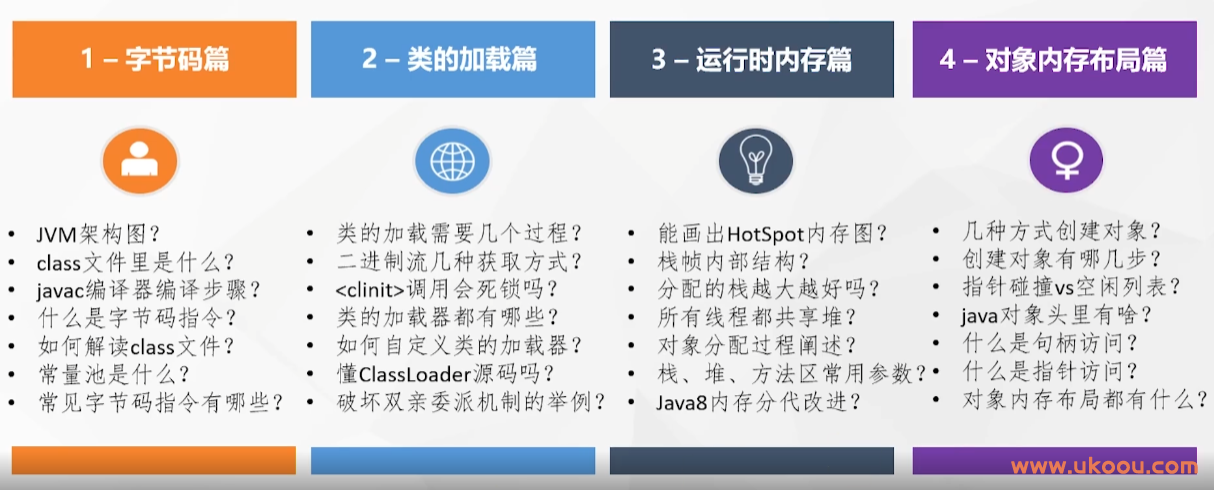 1 – 字节码篇
JVM架构图？
class文件里是什么？
javac编译器编译步骤？
什么是字节码指令？
如何解读class文件？
常量池是什么？
常见字节码指令有哪些？
2 – 类的加载篇
类的加载需要几个过程？
二进制流几种获取方式？
<clinit>调用会死锁吗？
类的加载器都有哪些？
如何自定义类的加载器？
懂ClassLoader源码吗？
破坏双亲委派机制的举例？
3 – 运行时内存篇
能画出HotSpot内存图？
栈帧内部结构？
分配的栈越大越好吗？
所有线程都共享堆？
对象分配过程阐述？
栈、堆、方法区常用参数？
Java8内存分代改进？
4 – 对象内存布局篇
几种方式创建对象？
创建对象有哪几步？
指针碰撞vs空闲列表？
java对象头里有啥？
什么是句柄访问？
什么是指针访问？
对象内存布局都有什么？
www.ukoou.com